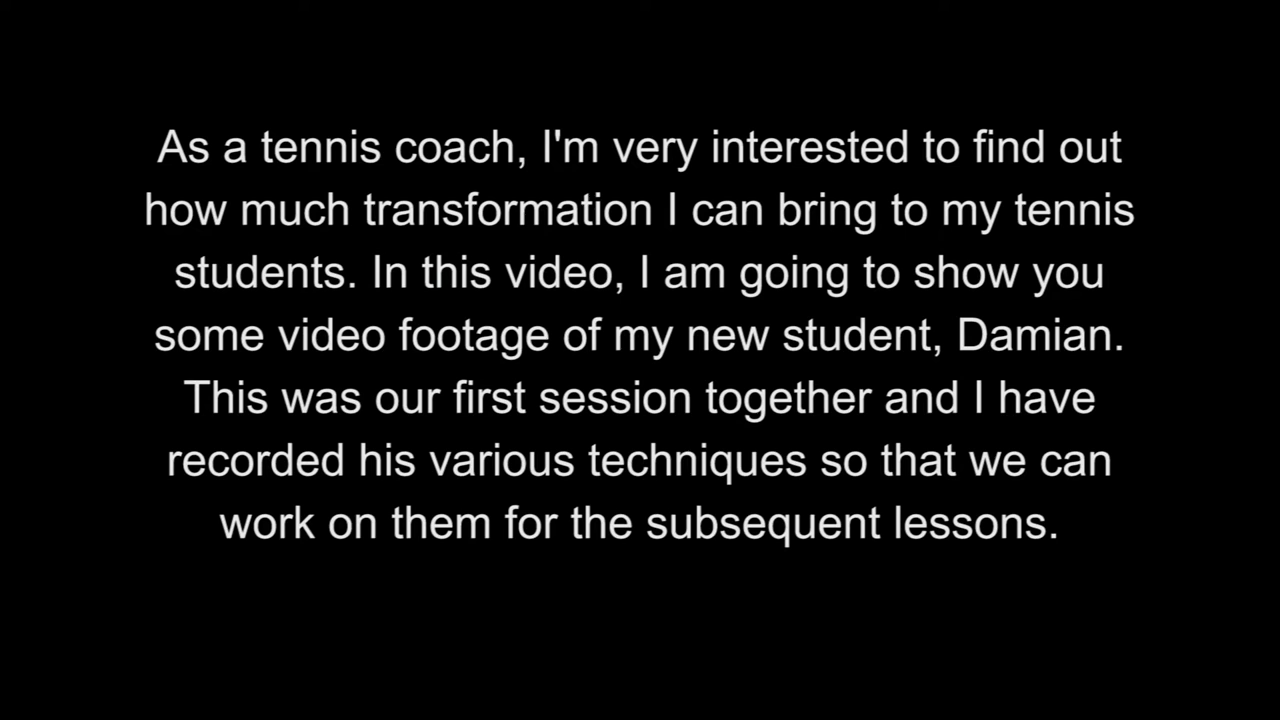 As a tennis coach, I'm very interested to find out
how much transformation I can bring to my tennis
students. In this video, I am going to show you
some video footage of my new student, Damian.
This was our first session together and I have
recorded his various techniques so that we can
work on them for the subsequent lessons.